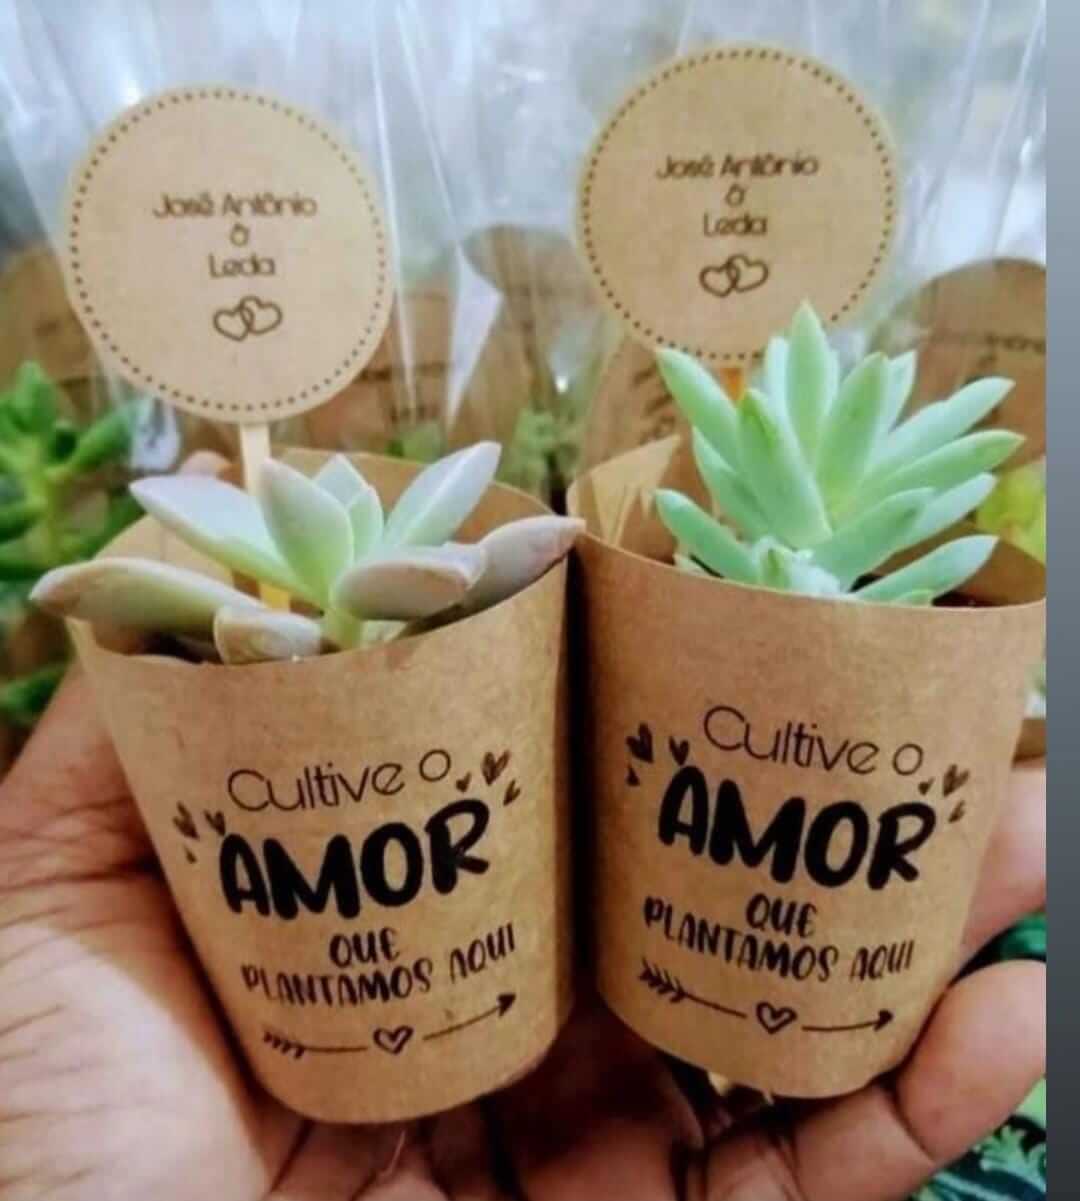 José Antônio
&
Leda
José Antônio
&
Leda
Cultive o
AMOR
QUE
PLANTAMOS AQUI
Cultive o
AMOR
QUE
PLANTAMOS AQUI